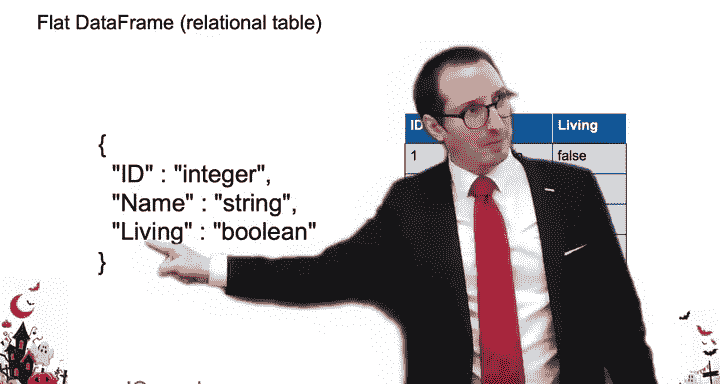 Flat DataFrame (relational table)
{
"ID" : "integer",
"Name" : "string",
"Living" : "boolean"
}
ID Living
1 false